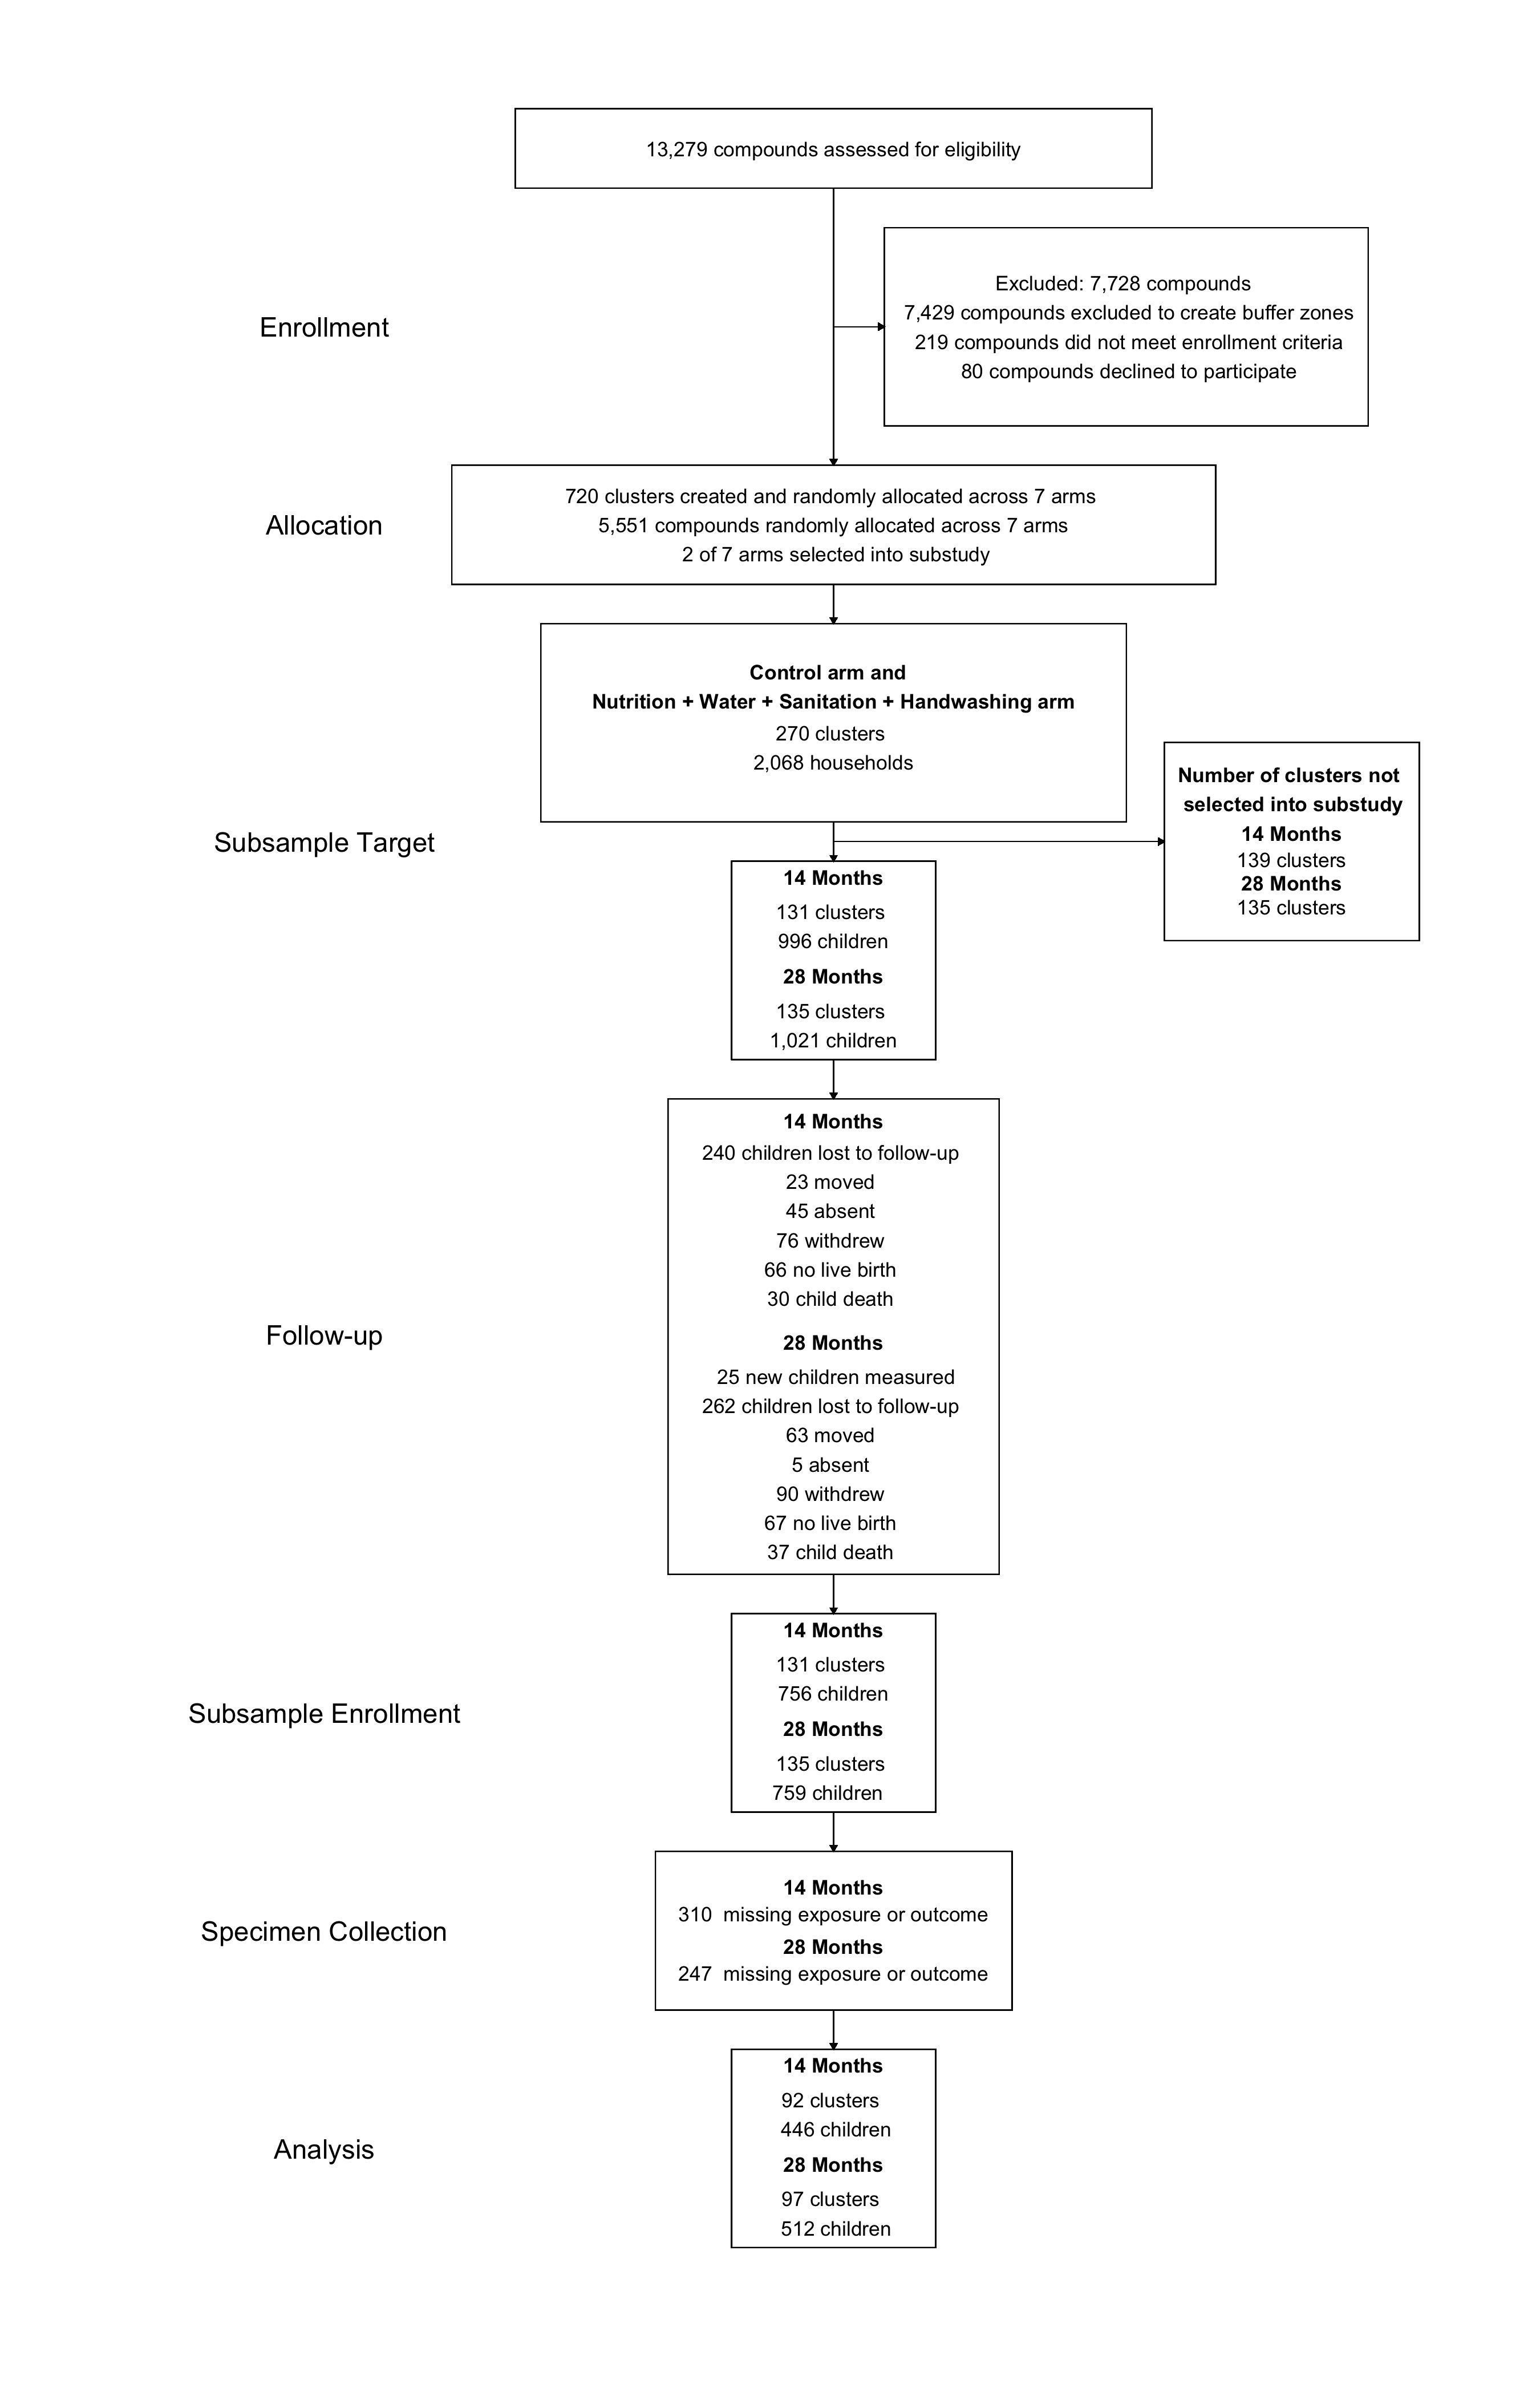 13,279 compounds assessed for eligibility
Enrollment
Excluded: 7,728 compounds
7,429 compounds excluded to create buffer zones
219 compounds did not meet enrollment criteria
80 compounds declined to participate
Allocation
720 clusters created and randomly allocated across 7 arms
5,551 compounds randomly allocated across 7 arms
2 of 7 arms selected into substudy
Control arm and
Nutrition + Water + Sanitation + Handwashing arm
270 clusters
2,068 households
Subsample Target
Number of clusters not
selected into substudy
14 Months
139 clusters
28 Months
135 clusters
14 Months
131 clusters
996 children
28 Months
135 clusters
1,021 children
Follow-up
14 Months
240 children lost to follow-up
23 moved
45 absent
76 withdrew
66 no live birth
30 child death
28 Months
25 new children measured
262 children lost to follow-up
63 moved
5 absent
90 withdrew
67 no live birth
37 child death
Subsample Enrollment
14 Months
131 clusters
756 children
28 Months
135 clusters
759 children
Specimen Collection
14 Months
310 missing exposure or outcome
28 Months
247 missing exposure or outcome
Analysis
14 Months
92 clusters
446 children
28 Months
97 clusters
512 children